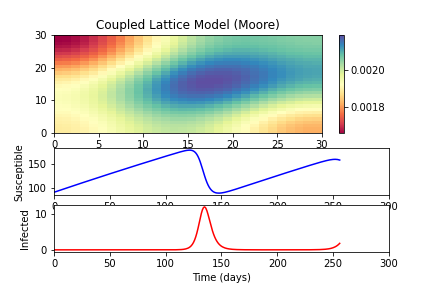 Coupled Lattice Model (Moore)
30
20
10
0
0 5 10 15 20 25 30
0.0020
0.0018
Susceptible
150
100
0 50 100 150 200 250 300
Infected
10
0
0 50 100 150 200 250 300
Time (days)